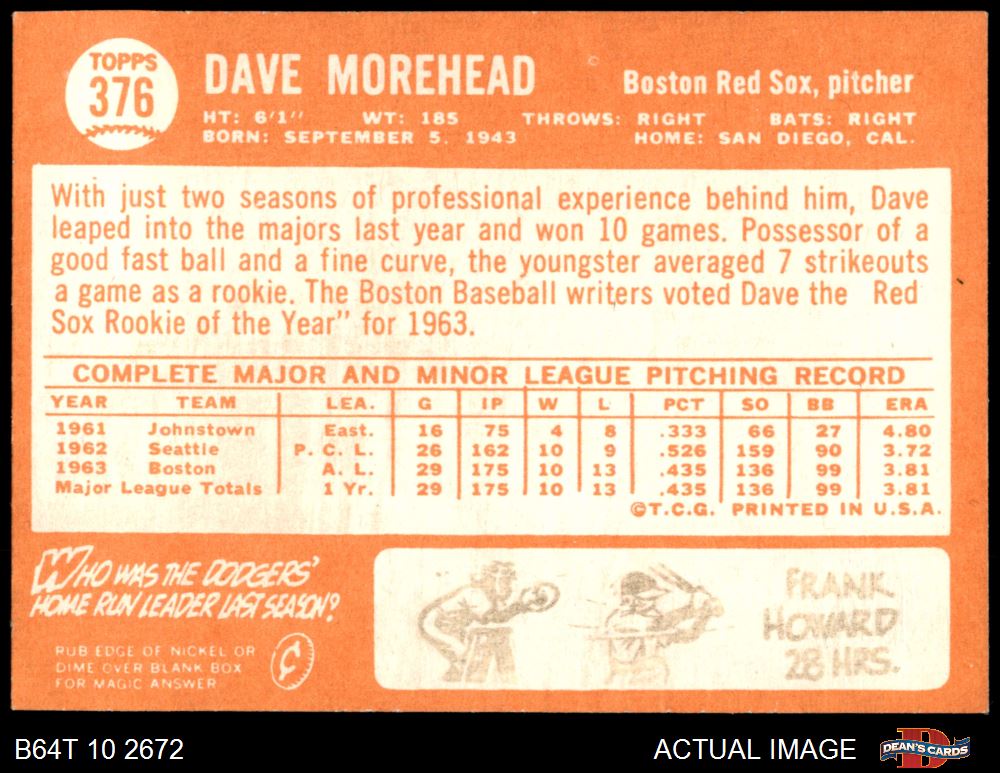 TOPPS
376
DAVE MOREHEAD
Boston Red Sox, pitcher
HT: 6'1" WT: 185 THROWS: RIGHT BATS: RIGHT
BORN: SEPTEMBER 5, 1943 HOME: SAN DIEGO, CAL.
With just two seasons of professional experience behind him, Dave
leaped into the majors last year and won 10 games. Possessor of a
good fast ball and a fine curve, the youngster averaged 7 strikeouts
a game as a rookie. The Boston Baseball writers voted Dave the Red
Sox Rookie of the Year" for 1963.
COMPLETE MAJOR AND MINOR LEAGUE PITCHING RECORD
YEAR TEAM LEA. G IP W L PCT SO BB ERA
1961 Johnstown East. 16 75 4 8 .333 66 27 4.80
1962 Seattle P. C. L. 26 162 10 9 .526 159 90 3.72
1963 Boston A. L. 29 175 10 13 .435 136 99 3.81
Major League Totals 1 Yr. 29 175 10 13 .435 136 99 3.81
©T.C.G. PRINTED IN U.S.A.
WHO WAS THE DODGERS'
HOME RUN LEADER LAST SEASON?
RUB EDGE OF NICKEL OR
DIME OVER BLANK BOX
FOR MAGIC ANSWER
¢
FRANK
HOWARD
28 HRS.
B64T 10 2672
ACTUAL IMAGE
DEAN'S CARDS